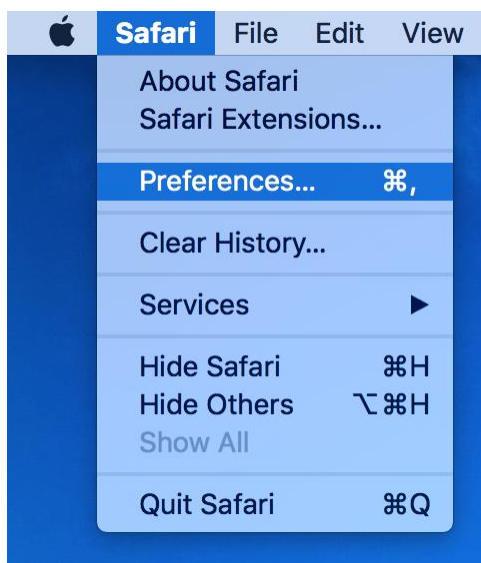 Safari File Edit View
About Safari
Safari Extensions...
Preferences... ⌘,
Clear History...
Services ▶
Hide Safari ⌘H
Hide Others ⌥⌘H
Show All
Quit Safari ⌘Q